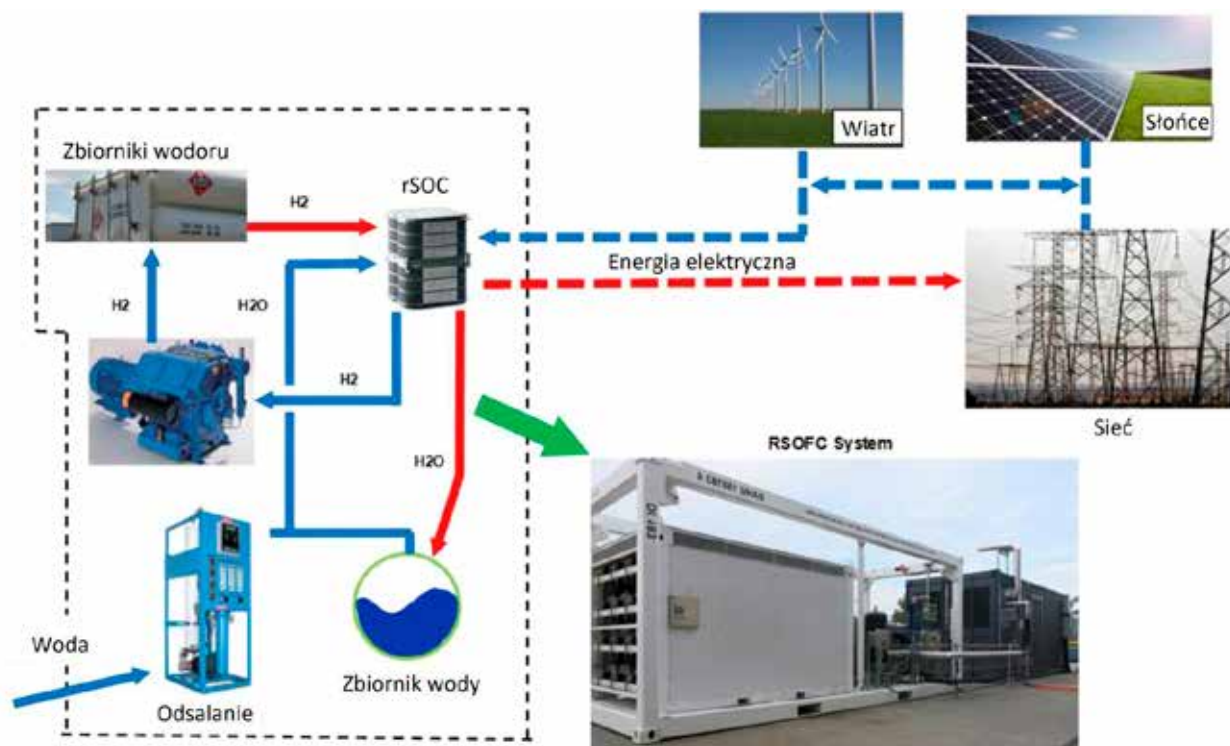 Wiatr
Słońce
Zbiorniki wodoru
rSOC
H2
Energia elektryczna
H2
H2O
H2
Sieć
RSOFC System
H2O
Woda
Zbiornik wody
Odsalanie